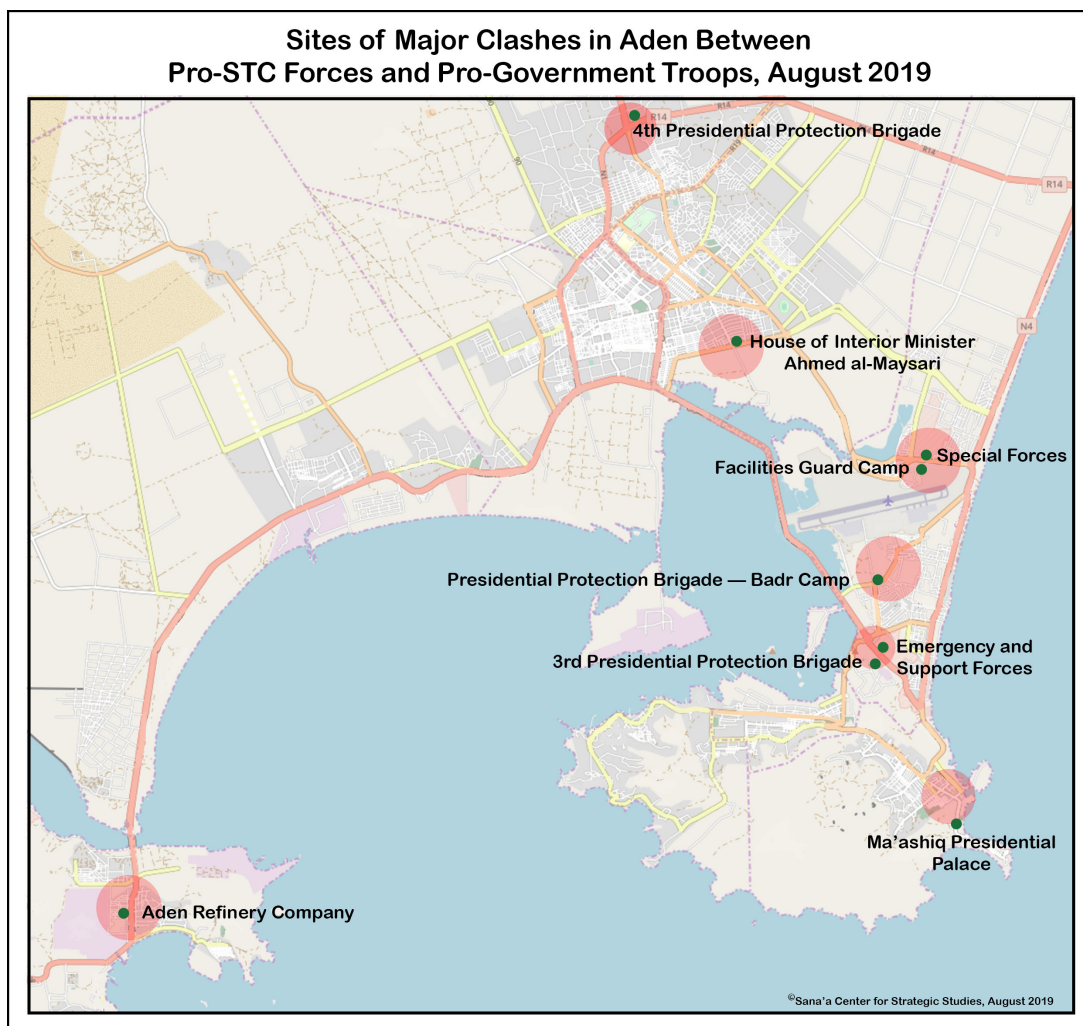 Sites of Major Clashes in Aden Between
Pro-STC Forces and Pro-Government Troops, August 2019
R14
4th Presidential Protection Brigade
90
R19
R14
N1
R14
N4
House of Interior Minister
Ahmed al-Maysari
Special Forces
Facilities Guard Camp
Presidential Protection Brigade — Badr Camp
Emergency and
Support Forces
3rd Presidential Protection Brigade
Ma’ashiq Presidential
Palace
Aden Refinery Company
©Sana’a Center for Strategic Studies, August 2019